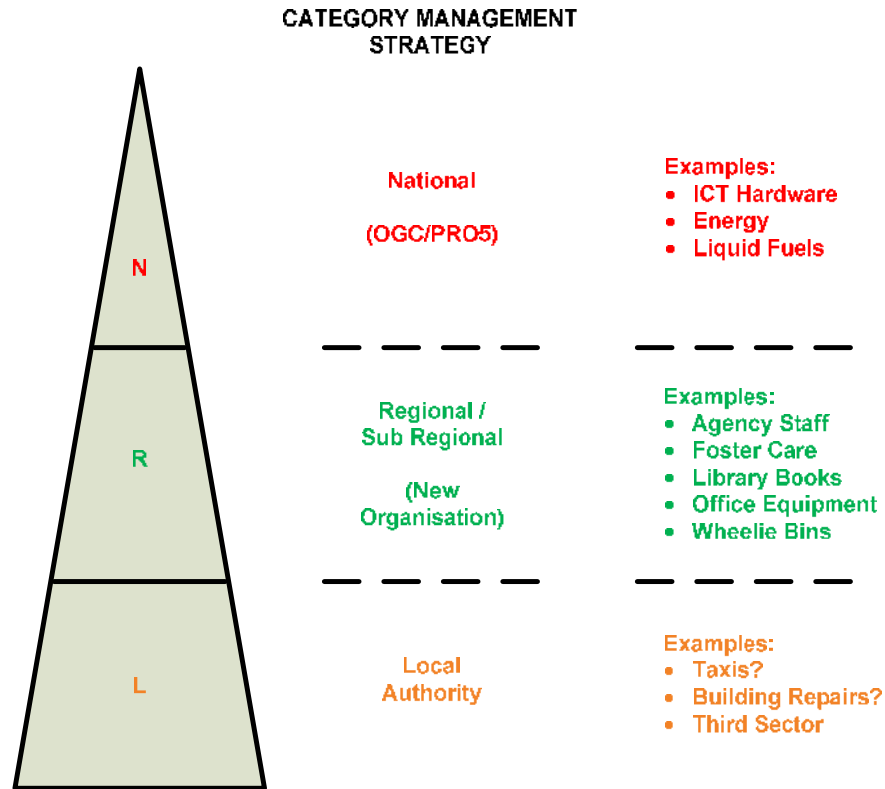 CATEGORY MANAGEMENT
STRATEGY
N
National
(OGC/PRO5)
Examples:
• ICT Hardware
• Energy
• Liquid Fuels
R
Regional /
Sub Regional
(New
Organisation)
Examples:
• Agency Staff
• Foster Care
• Library Books
• Office Equipment
• Wheelie Bins
L
Local
Authority
Examples:
• Taxis?
• Building Repairs?
• Third Sector